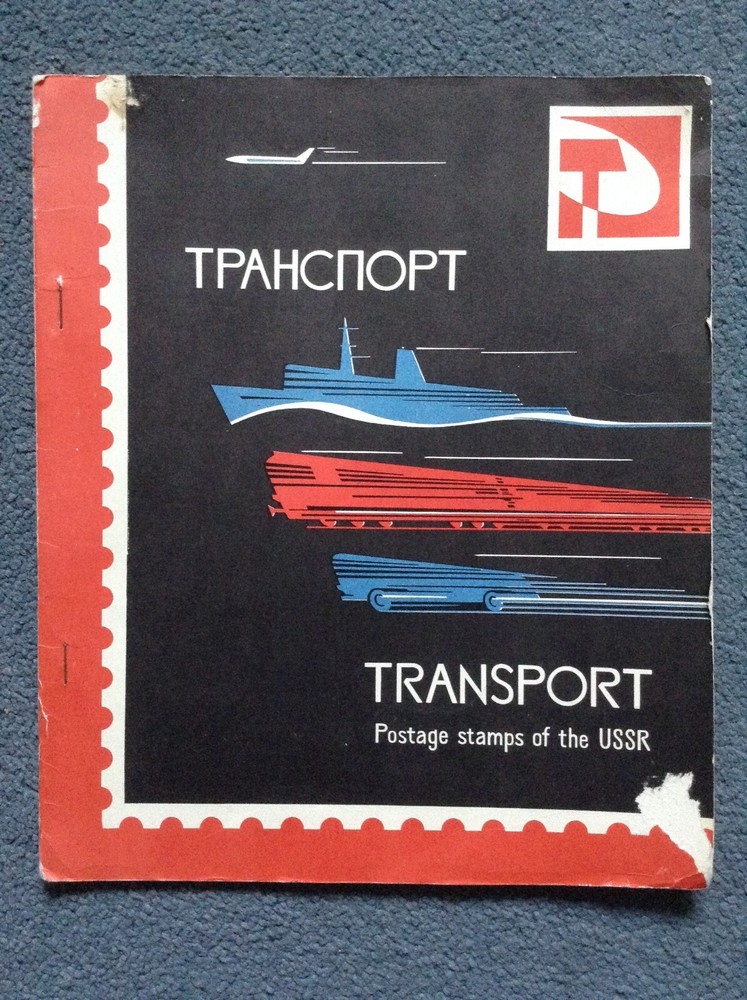 ТРАНСПОРТ
TRANSPORT
Postage stamps of the USSR